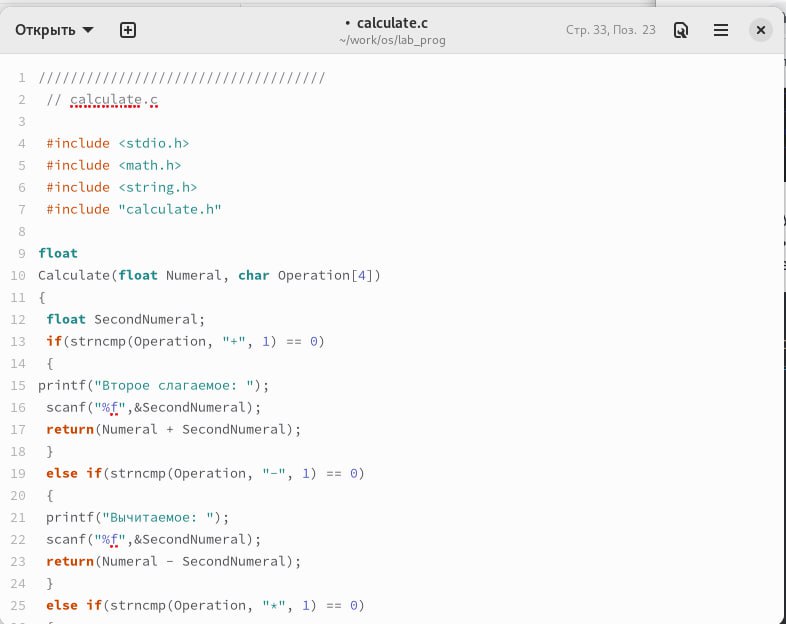 Открыть
• calculate.c
~/work/os/lab_prog
Стр. 33, Поз. 23
1 ////////////////////////////////////
2 // calculate.c
3
4 #include <stdio.h>
5 #include <math.h>
6 #include <string.h>
7 #include "calculate.h"
8
9 float
10 Calculate(float Numeral, char Operation[4])
11 {
12 float SecondNumeral;
13 if(strncmp(Operation, "+", 1) == 0)
14 {
15 printf("Второе слагаемое: ");
16 scanf("%f",&SecondNumeral);
17 return(Numeral + SecondNumeral);
18 }
19 else if(strncmp(Operation, "-", 1) == 0)
20 {
21 printf("Вычитаемое: ");
22 scanf("%f",&SecondNumeral);
23 return(Numeral - SecondNumeral);
24 }
25 else if(strncmp(Operation, "*", 1) == 0)